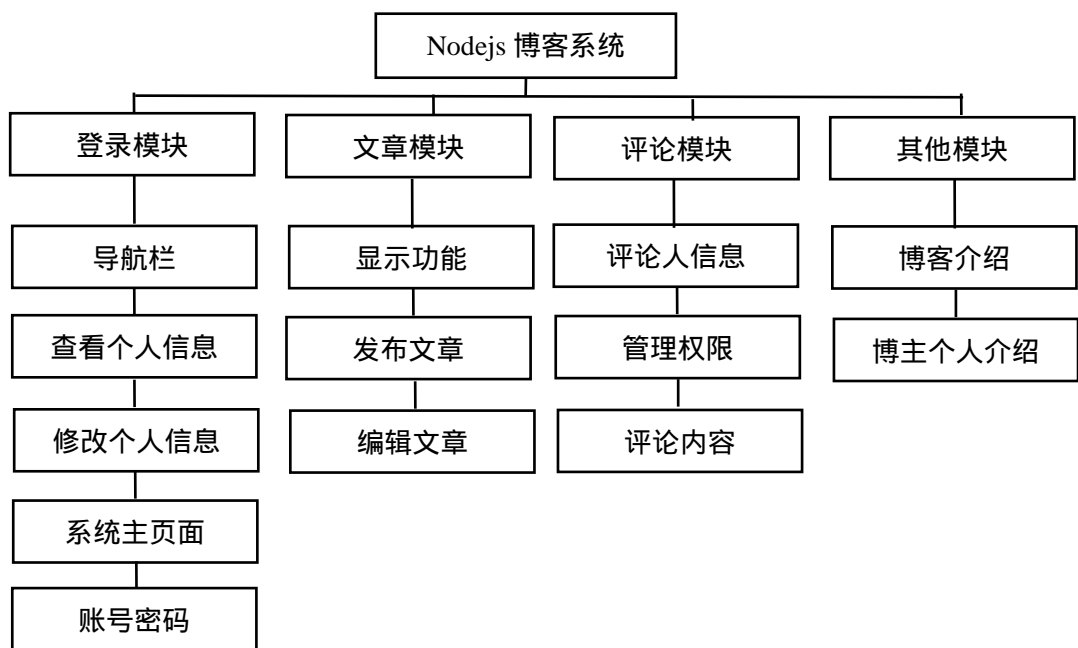 Nodejs 博客系统
登录模块
文章模块
评论模块
其他模块
导航栏
显示功能
评论人信息
博客介绍
查看个人信息
发布文章
管理权限
博主个人介绍
修改个人信息
编辑文章
评论内容
系统主页面
账号密码